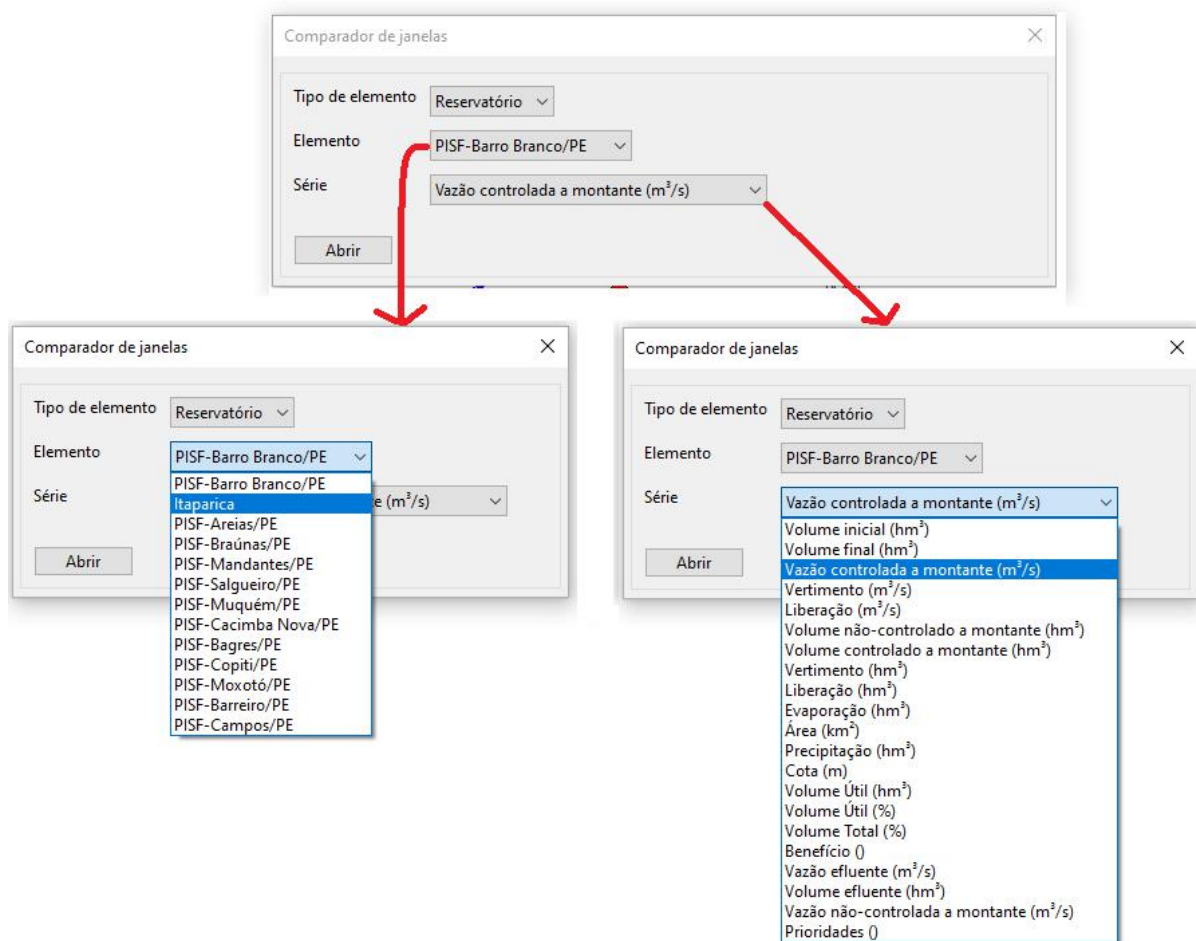 Comparador de janelas
Tipo de elemento Reservatório
Elemento PISF-Barro Branco/PE
Série Vazão controlada a montante (m³/s)
Abrir
Comparador de janelas
Tipo de elemento Reservatório
Elemento PISF-Barro Branco/PE
PISF-Barro Branco/PE
Série Itaparica e (m³/s)
PISF-Areias/PE
PISF-Braúnas/PE
Abrir PISF-Mandantes/PE
PISF-Salgueiro/PE
PISF-Muquém/PE
PISF-Cacimba Nova/PE
PISF-Bagres/PE
PISF-Copiti/PE
PISF-Moxotó/PE
PISF-Barreiro/PE
PISF-Campos/PE
Comparador de janelas
Tipo de elemento Reservatório
Elemento PISF-Barro Branco/PE
Série Vazão controlada a montante (m³/s)
Volume inicial (hm³)
Volume final (hm³)
Abrir Vazão controlada a montante (m³/s)
Vertimento (m³/s)
Liberação (m³/s)
Volume não-controlado a montante (hm³)
Volume controlado a montante (hm³)
Vertimento (hm³)
Liberação (hm³)
Evaporação (hm³)
Área (km²)
Precipitação (hm³)
Cota (m)
Volume Útil (hm³)
Volume Útil (%)
Volume Total (%)
Benefício ()
Vazão efluente (m³/s)
Volume efluente (hm³)
Vazão não-controlada a montante (m³/s)
Prioridades ()